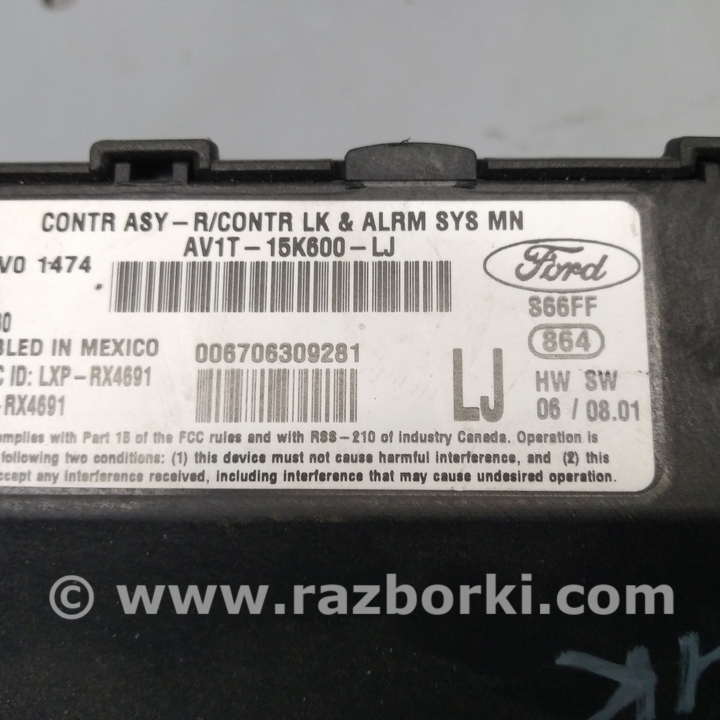 CONTR ASY-R/CONTR LK & ALRM SYS MN
AV1T-15K600-LJ
V0 1474
Ford
S66FF
864
00
BLED IN MEXICO
006706309281
C ID: LXP-RX4691
LJ
HW SW
-RX4691
06 / 08.01
omplies with Part 15 of the FCC rules and with RSS-210 of Industry Canada. Operation is
following two conditions: (1) this device must not cause harmful interference, and (2) this
accept any interference received, including interference that may cause undesired operation.
© www.razborki.com